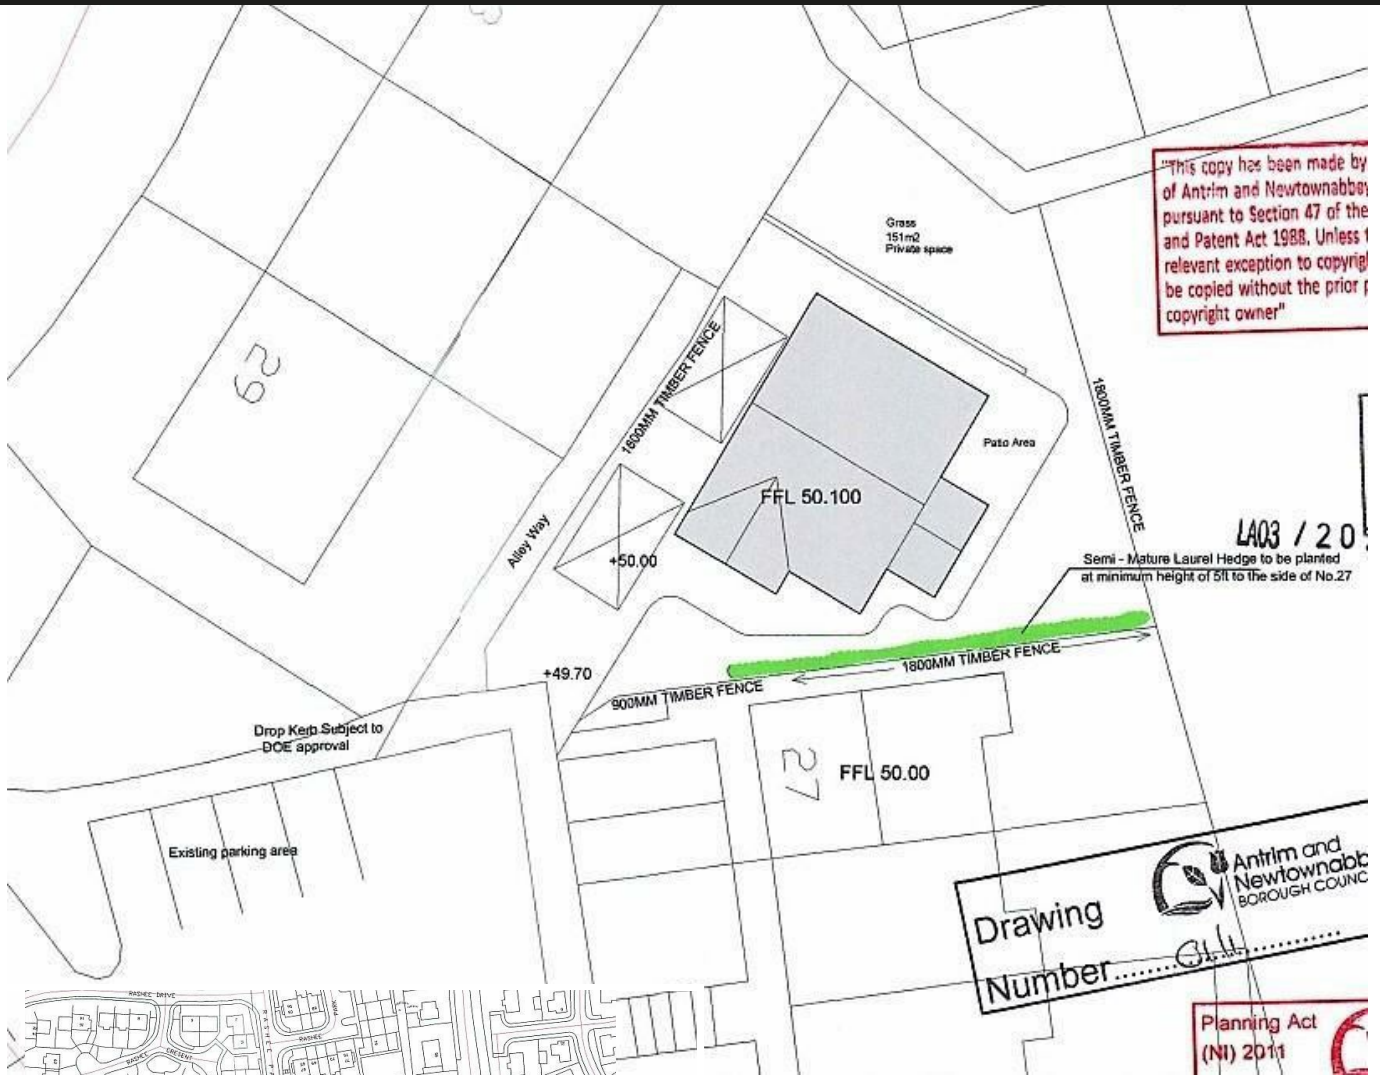 Grass
151m2
Private space
"This copy has been made by
of Antrim and Newtownabbey
pursuant to Section 47 of the
and Patent Act 1988. Unless
relevant exception to
be copied without the prior
copyright owner"
29
1600MM TIMBER FENCE
1800MM TIMBER FENCE
Patio Area
FFL 50.100
Alley Way
+50.00
LA03 / 20
Semi - Mature Laurel Hedge to be planted
at minimum height of 5ft to the side of No.27
1800MM TIMBER FENCE
+49.70
900MM TIMBER FENCE
Drop Kerb Subject to
DOE approval
27
FFL 50.00
Existing parking area
Antrim and
BOROUGH
Drawing
Number
RASHEE DRIVE
RASHEE
RASHEE
Planning Act
(NI) 2011